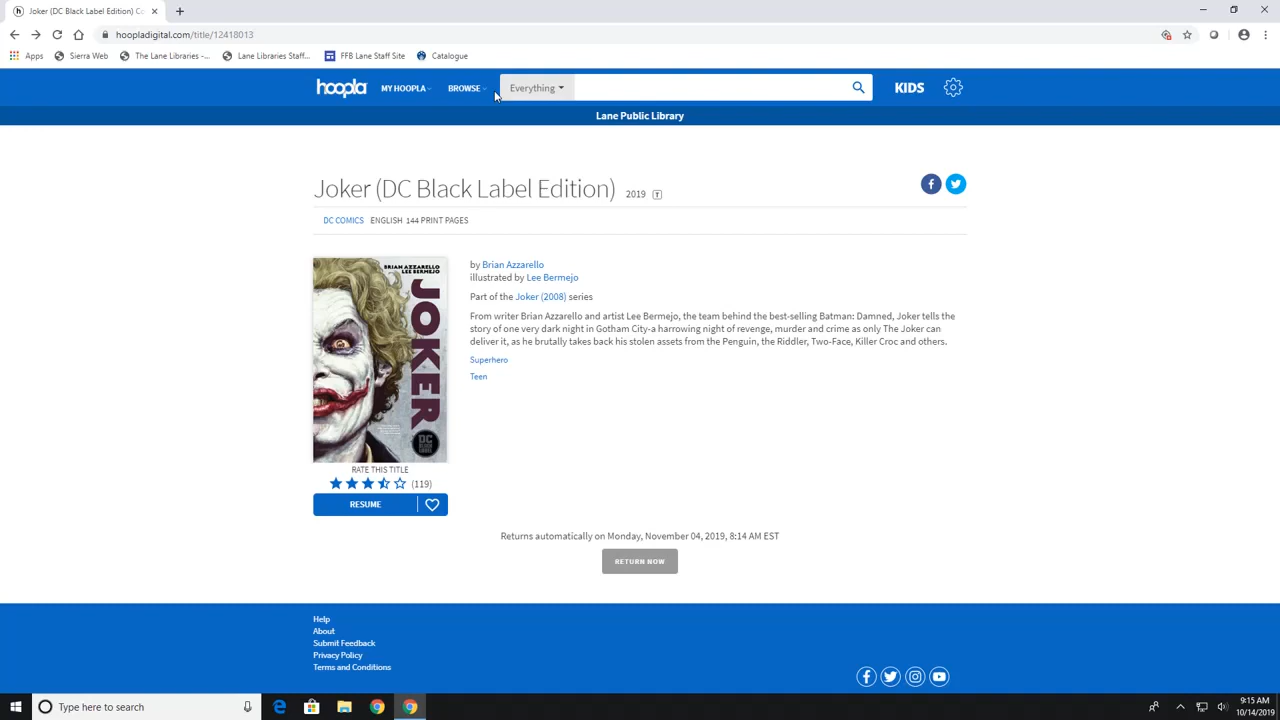 Joker (DC Black Label Edition) Co
hoopladigital.com/title/12418013
Apps Sierra Web The Lane Libraries -... Lane Libraries Staff... FFB Lane Staff Site Catalogue
hoopla MY HOOPLA BROWSE Everything KIDS
Lane Public Library
Joker (DC Black Label Edition) 2019 T
DC COMICS ENGLISH 144 PRINT PAGES
BRIAN AZZARELLO
LEE BERMEJO
JOKER
DC
by Brian Azzarello
illustrated by Lee Bermejo
Part of the Joker (2008) series
From writer Brian Azzarello and artist Lee Bermejo, the team behind the best-selling Batman: Damned, Joker tells the
story of one very dark night in Gotham City-a harrowing night of revenge, murder and crime as only The Joker can
deliver it, as he brutally takes back his stolen assets from the Penguin, the Riddler, Two-Face, Killer Croc and others.
Superhero
Teen
RATE THIS TITLE
(119)
RESUME
Returns automatically on Monday, November 04, 2019, 8:14 AM EST
RETURN NOW
Help
About
Submit Feedback
Privacy Policy
Terms and Conditions
Type here to search
9:15 AM
10/14/2019